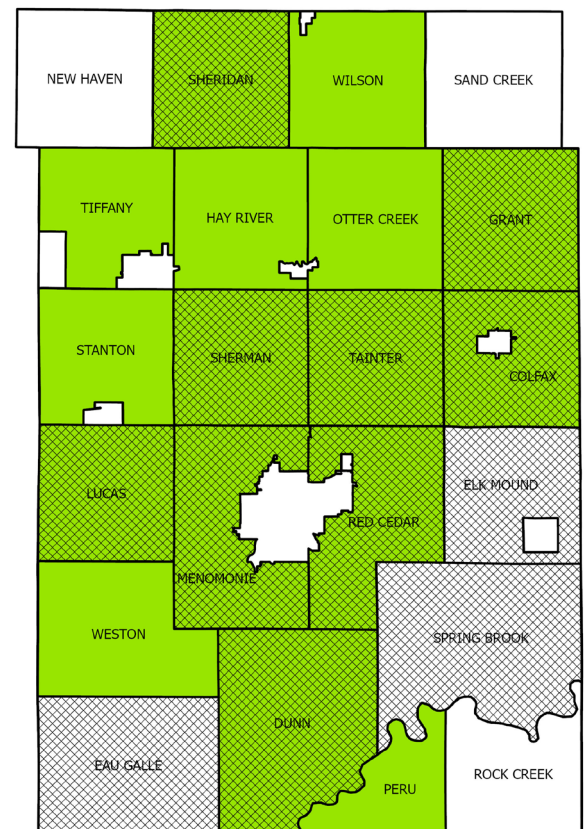 NEW HAVEN
SHERIDAN
WILSON
SAND CREEK
TIFFANY
HAY RIVER
OTTER CREEK
GRANT
STANTON
SHERMAN
TAINTER
COLFAX
LUCAS
ELK MOUND
RED CEDAR
MENOMONIE
WESTON
SPRING BROOK
DUNN
EAU GALLE
ROCK CREEK
PERU